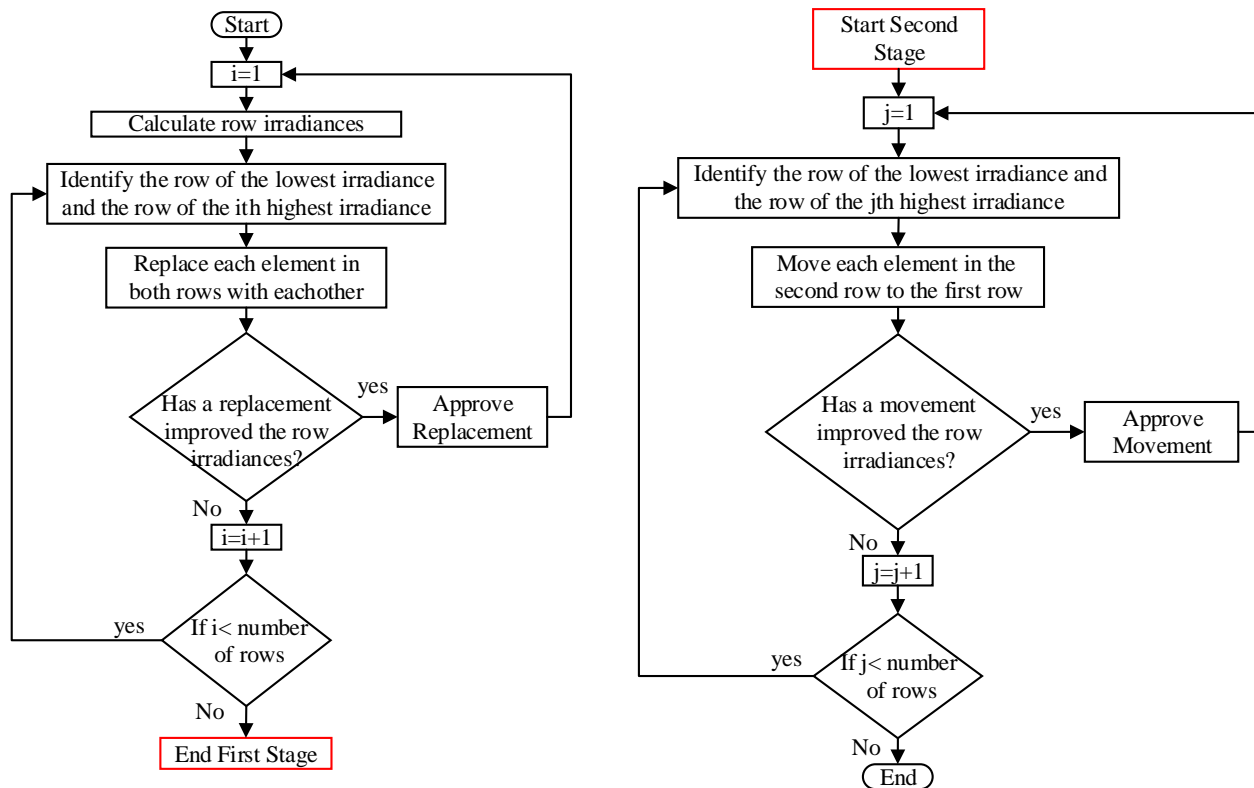 Start
i=1
Calculate row irradiances
Identify the row of the lowest irradiance
and the row of the ith highest irradiance
Replace each element in
both rows with eachother
Has a replacement
improved the row
irradiances?
yes
Approve
Replacement
No
i=i+1
If i< number
of rows
yes
No
End First Stage
Start Second
Stage
j=1
Identify the row of the lowest irradiance and
the row of the jth highest irradiance
Move each element in the
second row to the first row
Has a movement
improved the row
irradiances?
yes
Approve
Movement
No
j=j+1
If j< number
of rows
yes
No
End